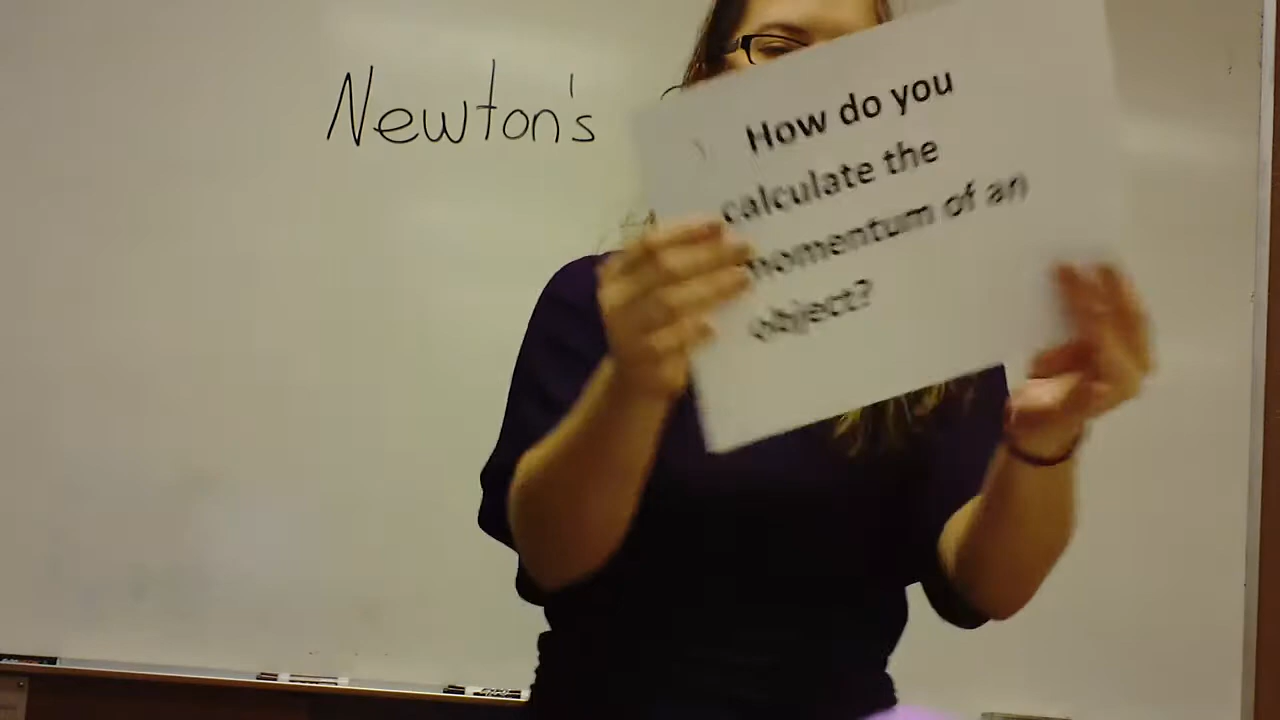 Newton's
How do you
calculate the
momentum of an
object?